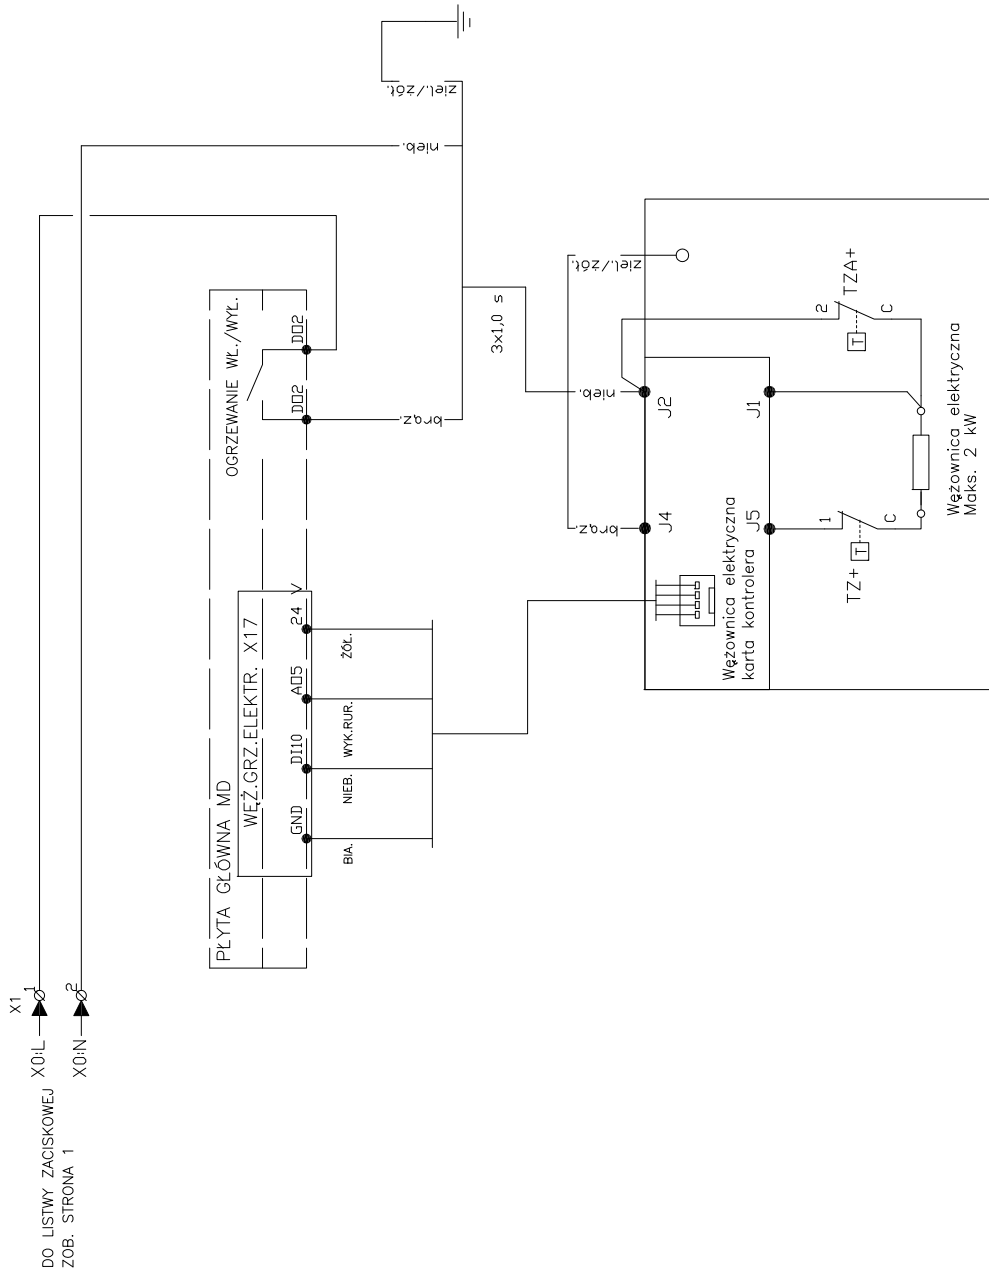 DO LISTWY ZACISKOWEJ
ZOB. STRONA 1
X1
X0:L
1
X0:N
2
PŁYTA GŁÓWNA MD
WĘŻ.GRZ.ELEKTR. X17
GND
DI10
AO5
24 V
BIA.
NIEB.
WYK.RUR.
ŻÓŁ.
OGRZEWANIE WŁ./WYŁ.
DO2
DO2
brąz.
nieb.
ziel./żół.
3x1,0 s
brąz.
nieb.
ziel./żół.
J4
J2
J5
J1
Wężownica elektryczna
karta kontrolera
TZ+
T
1
C
TZA+
T
2
C
Wężownica elektryczna
Maks. 2 kW